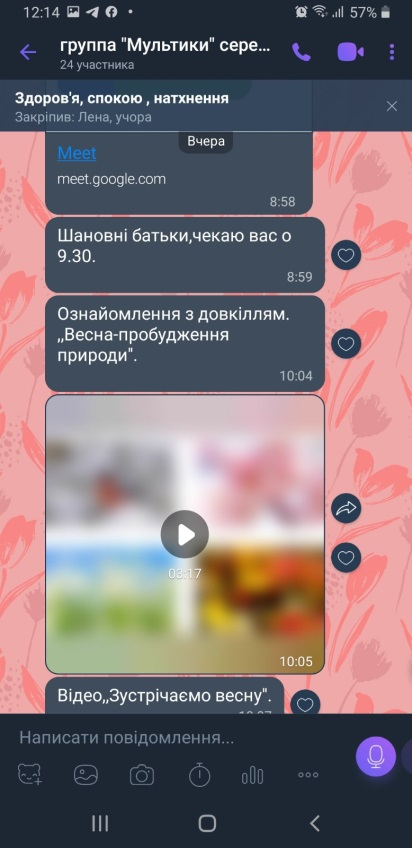 12:14
57%
группа "Мультики" сере...
24 участника
Здоров'я, спокою , натхнення
Закріпив: Лена, учора
Вчера
Meet
meet.google.com
8:58
Шановні батьки,чекаю вас о
9.30.
8:59
Ознайомлення з довкіллям.
,,Весна-пробудження
природи".
10:04
03:17
10:05
Відео,,Зустрічаємо весну".
Написати повідомлення...